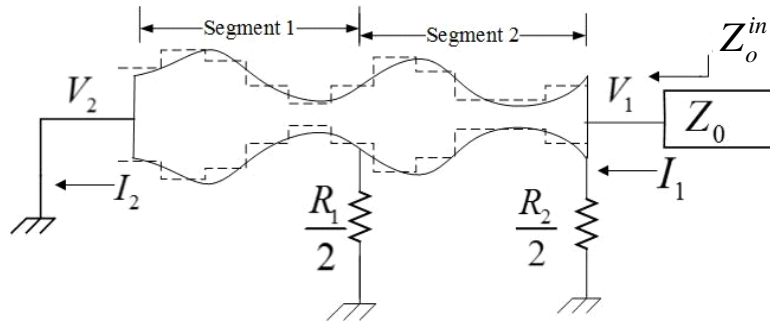 Segment 1
Segment 2
Z_o^{in}
V_2
V_1
Z_0
I_2
I_1
R_1/2
R_2/2